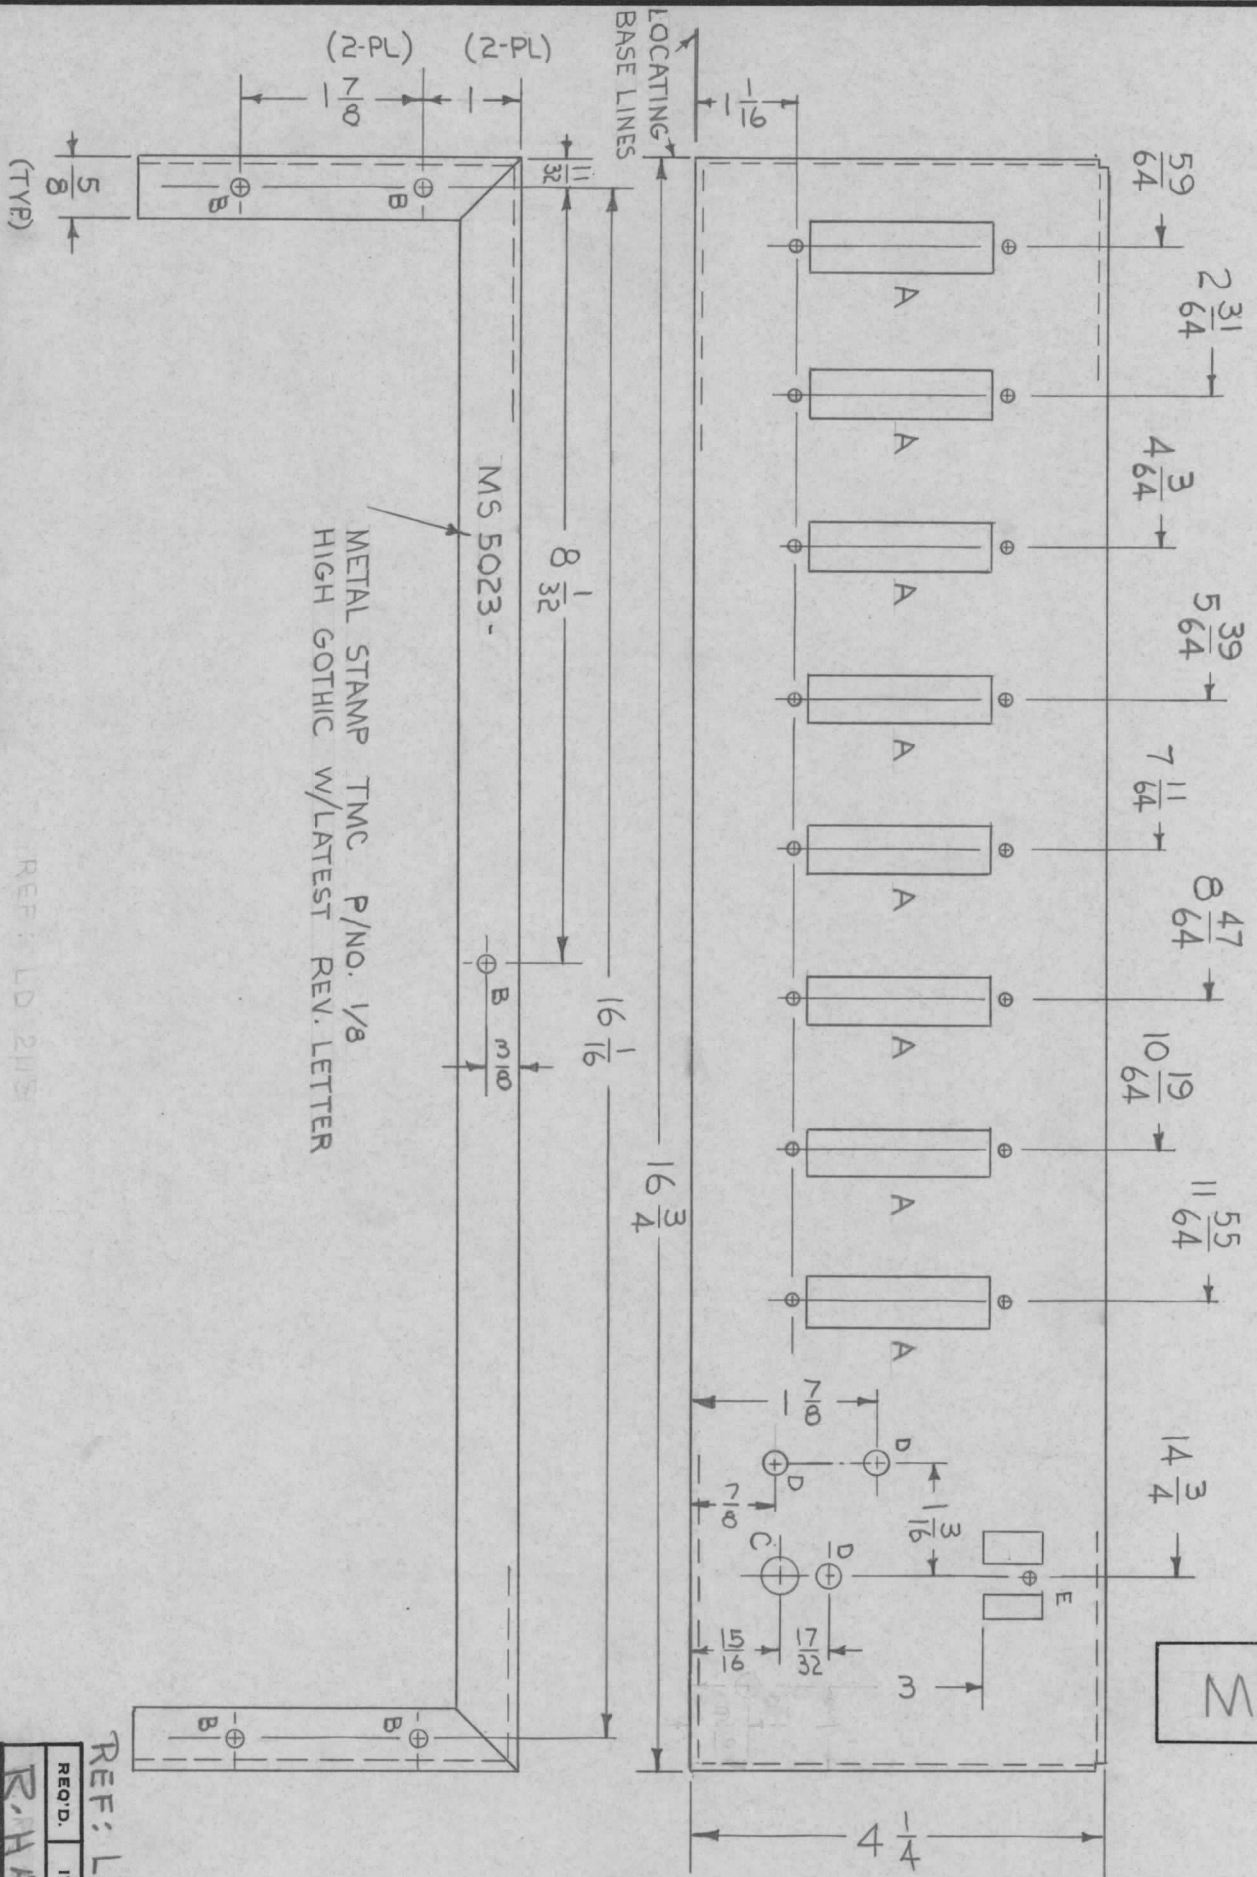 59/64
2 31/64
4 3/64
5 39/64
7 11/64
8 47/64
10 19/64
11 55/64
14 3/4
LOCATING
BASE LINES
1 1/16
A
A
A
A
A
A
A
A
1 7/8
D
D
7/8
1 3/16
C
D
E
15/16
17/32
3
4 1/4
16 3/4
16 1/16
8 1/32
11/32
(2-PL)
1
(2-PL)
1 7/8
5/8
(TYP.)
B
B
MS 5023-
B
3/8
B
B
METAL STAMP TMC P/NO. 1/8
HIGH GOTHIC W/LATEST REV. LETTER
REF: L
REQ'D.
R.H